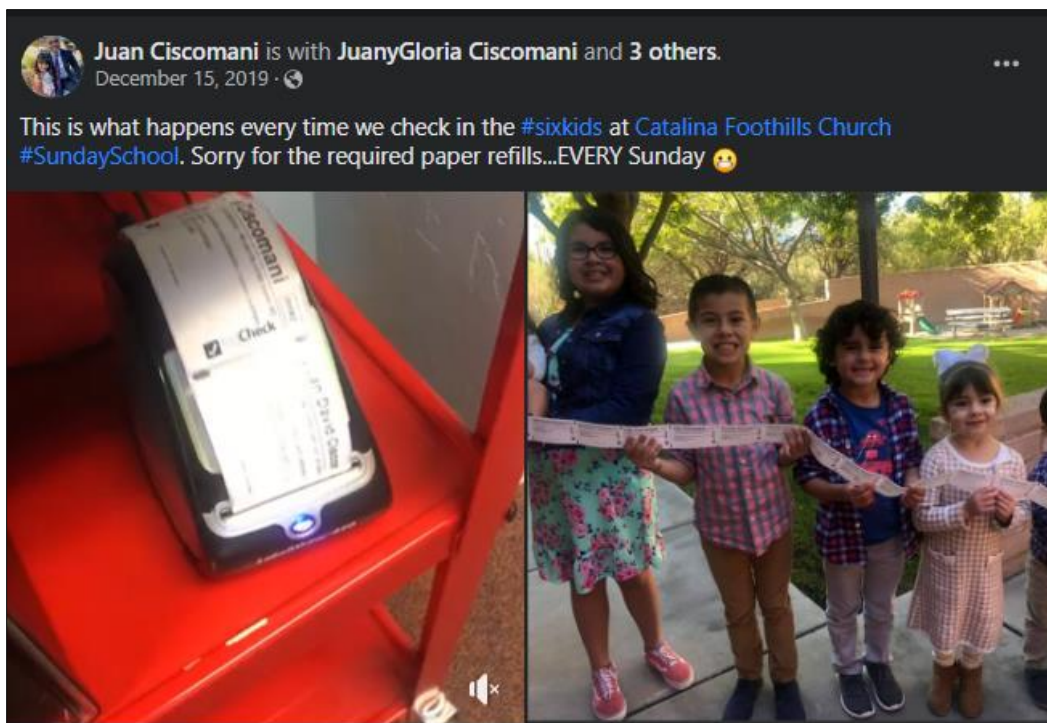 Juan Ciscomani is with JuanyGloria Ciscomani and 3 others.
December 15, 2019 ·
This is what happens every time we check in the #sixkids at Catalina Foothills Church
#SundaySchool. Sorry for the required paper refills...EVERY Sunday 😬
Ciscomani
Check
David